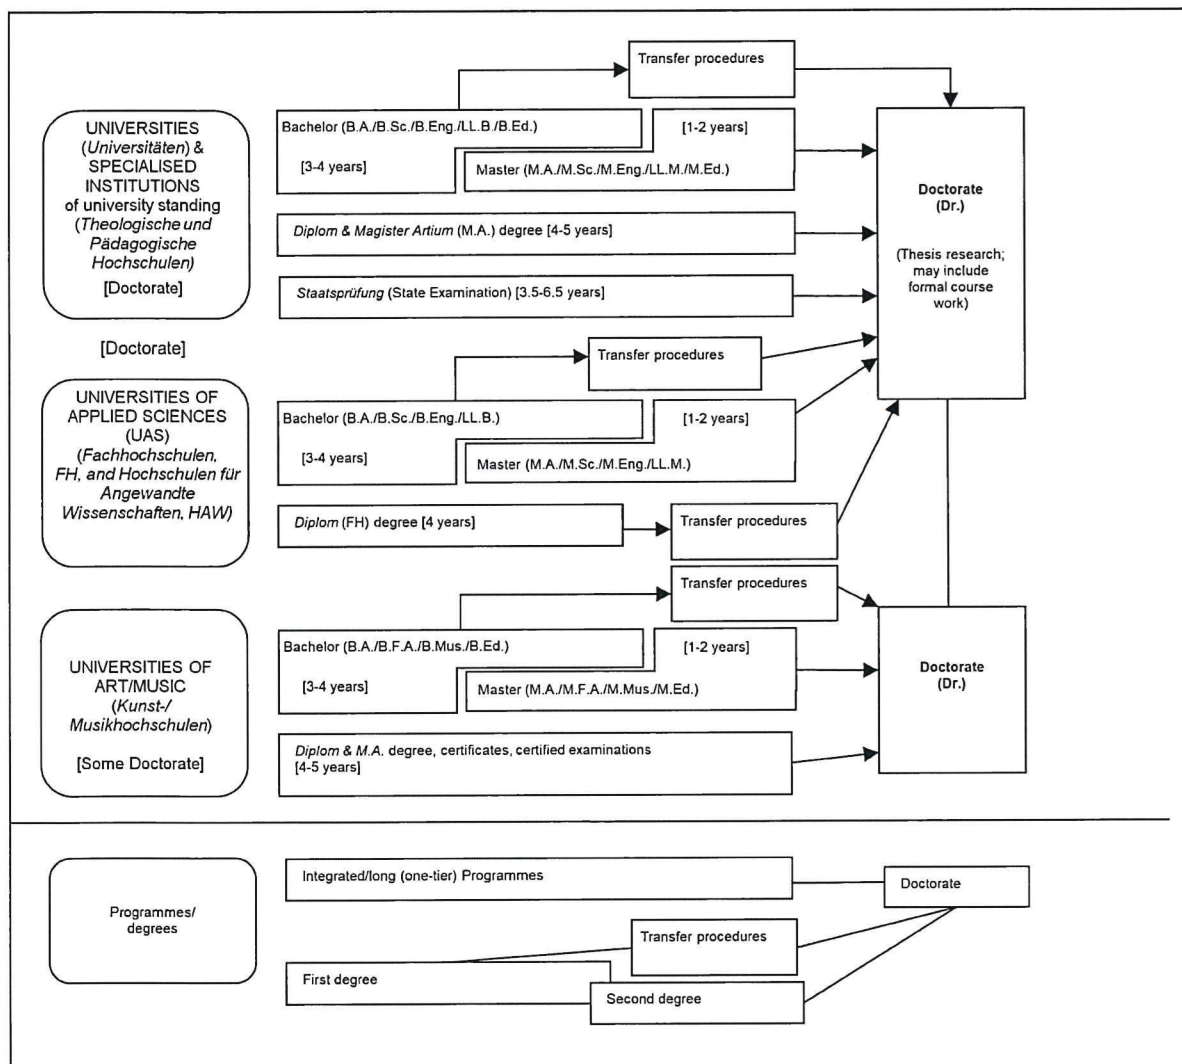 Transfer procedures
UNIVERSITIES
(Universitäten) &
SPECIALISED
INSTITUTIONS
of university standing
(Theologische und
Pädagogische
Hochschulen)
[Doctorate]
Bachelor (B.A./B.Sc./B.Eng./LL.B./B.Ed.)
[3-4 years]
[1-2 years]
Master (M.A./M.Sc./M.Eng./LL.M./M.Ed.)
Diplom & Magister Artium (M.A.) degree [4-5 years]
Staatsprüfung (State Examination) [3.5-6.5 years]
Doctorate
(Dr.)
(Thesis research;
may include
formal course
work)
[Doctorate]
Transfer procedures
UNIVERSITIES OF
APPLIED SCIENCES
(UAS)
(Fachhochschulen,
FH, and Hochschulen für
Angewandte
Wissenschaften, HAW)
Bachelor (B.A./B.Sc./B.Eng./LL.B.)
[3-4 years]
[1-2 years]
Master (M.A./M.Sc./M.Eng./LL.M.)
Diplom (FH) degree [4 years]
Transfer procedures
Transfer procedures
UNIVERSITIES OF
ART/MUSIC
(Kunst-/
Musikhochschulen)
[Some Doctorate]
Bachelor (B.A./B.F.A./B.Mus./B.Ed.)
[3-4 years]
[1-2 years]
Master (M.A./M.F.A./M.Mus./M.Ed.)
Diplom & M.A. degree, certificates, certified examinations
[4-5 years]
Doctorate
(Dr.)
Programmes/
degrees
Integrated/long (one-tier) Programmes
Doctorate
Transfer procedures
First degree
Second degree